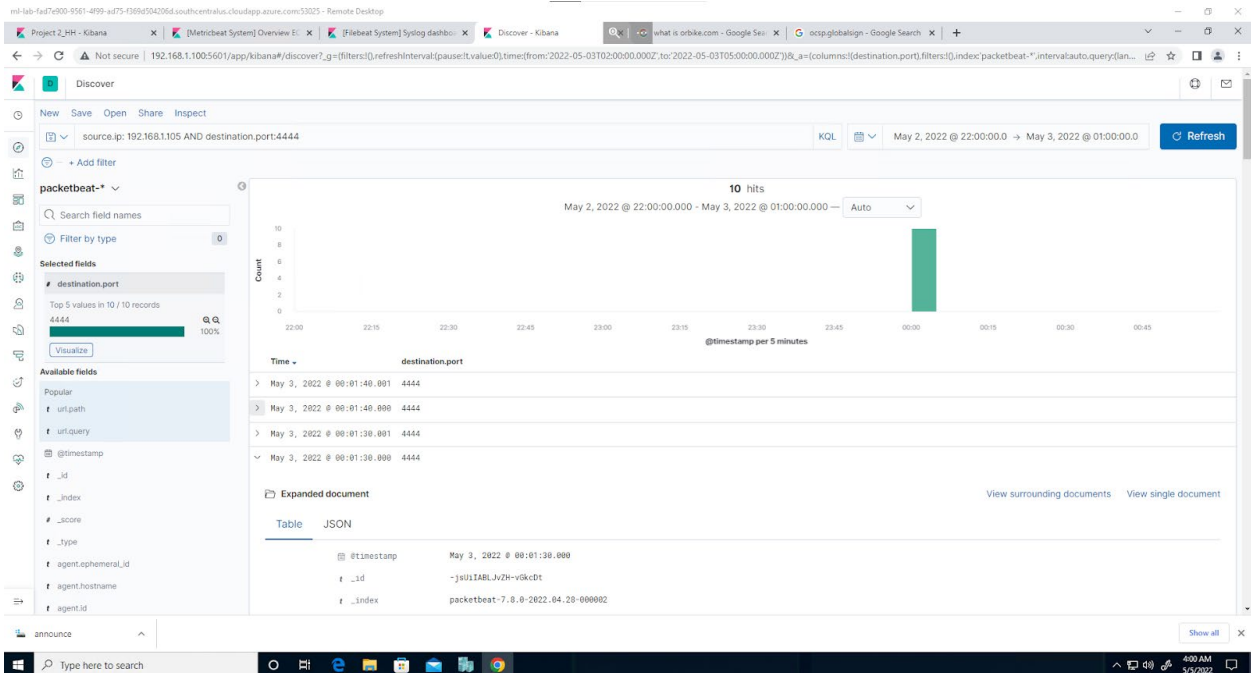 ml-lab-fad7e900-9561-4f99-ad75-f369d504206d.southcentralus.cloudapp.azure.com:53025 - Remote Desktop
Project 2_HH - Kibana
[Metricbeat System] Overview EC
[Filebeat System] Syslog dashboa
Discover - Kibana
what is orbike.com - Google Sear
ocsp.globalsign - Google Search
Not secure | 192.168.1.100:5601/app/kibana#/discover?_g=(filters:!(),refreshInterval:(pause:!t,value:0),time:(from:'2022-05-03T02:00:00.000Z',to:'2022-05-03T05:00:00.000Z'))&_a=(columns:!(destination.port),filters:!(),index:'packetbeat-*',interval:auto,query:(lan...
D Discover
New Save Open Share Inspect
source.ip: 192.168.1.105 AND destination.port:4444 KQL May 2, 2022 @ 22:00:00.0 → May 3, 2022 @ 01:00:00.0 Refresh
+ Add filter
packetbeat-*
Search field names
Filter by type 0
Selected fields
# destination.port
Top 5 values in 10 / 10 records
4444
100%
Visualize
Available fields
Popular
t url.path
t url.query
@timestamp
t _id
t _index
# _score
t _type
t agent.ephemeral_id
t agent.hostname
t agent.id
10 hits
May 2, 2022 @ 22:00:00.000 - May 3, 2022 @ 01:00:00.000 — Auto
Count
10
8
6
4
2
0
22:00 22:15 22:30 22:45 23:00 23:15 23:30 23:45 00:00 00:15 00:30 00:45
@timestamp per 5 minutes
Time destination.port
May 3, 2022 @ 00:01:40.001 4444
May 3, 2022 @ 00:01:40.000 4444
May 3, 2022 @ 00:01:30.001 4444
May 3, 2022 @ 00:01:30.000 4444
Expanded document View surrounding documents View single document
Table JSON
@timestamp May 3, 2022 @ 00:01:30.000
t _id -jsUiIABLJvZH-vGkcDt
t _index packetbeat-7.8.0-2022.04.28-000002
announce Show all
Type here to search
4:00 AM
5/5/2022